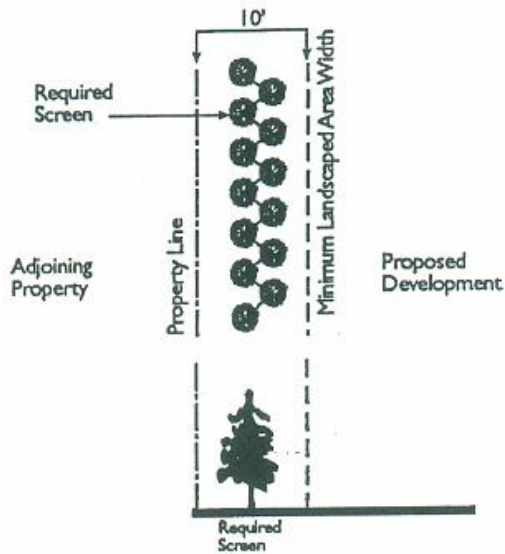 10'
Required
Screen
Property Line
Minimum Landscaped Area Width
Adjoining
Property
Proposed
Development
Required
Screen